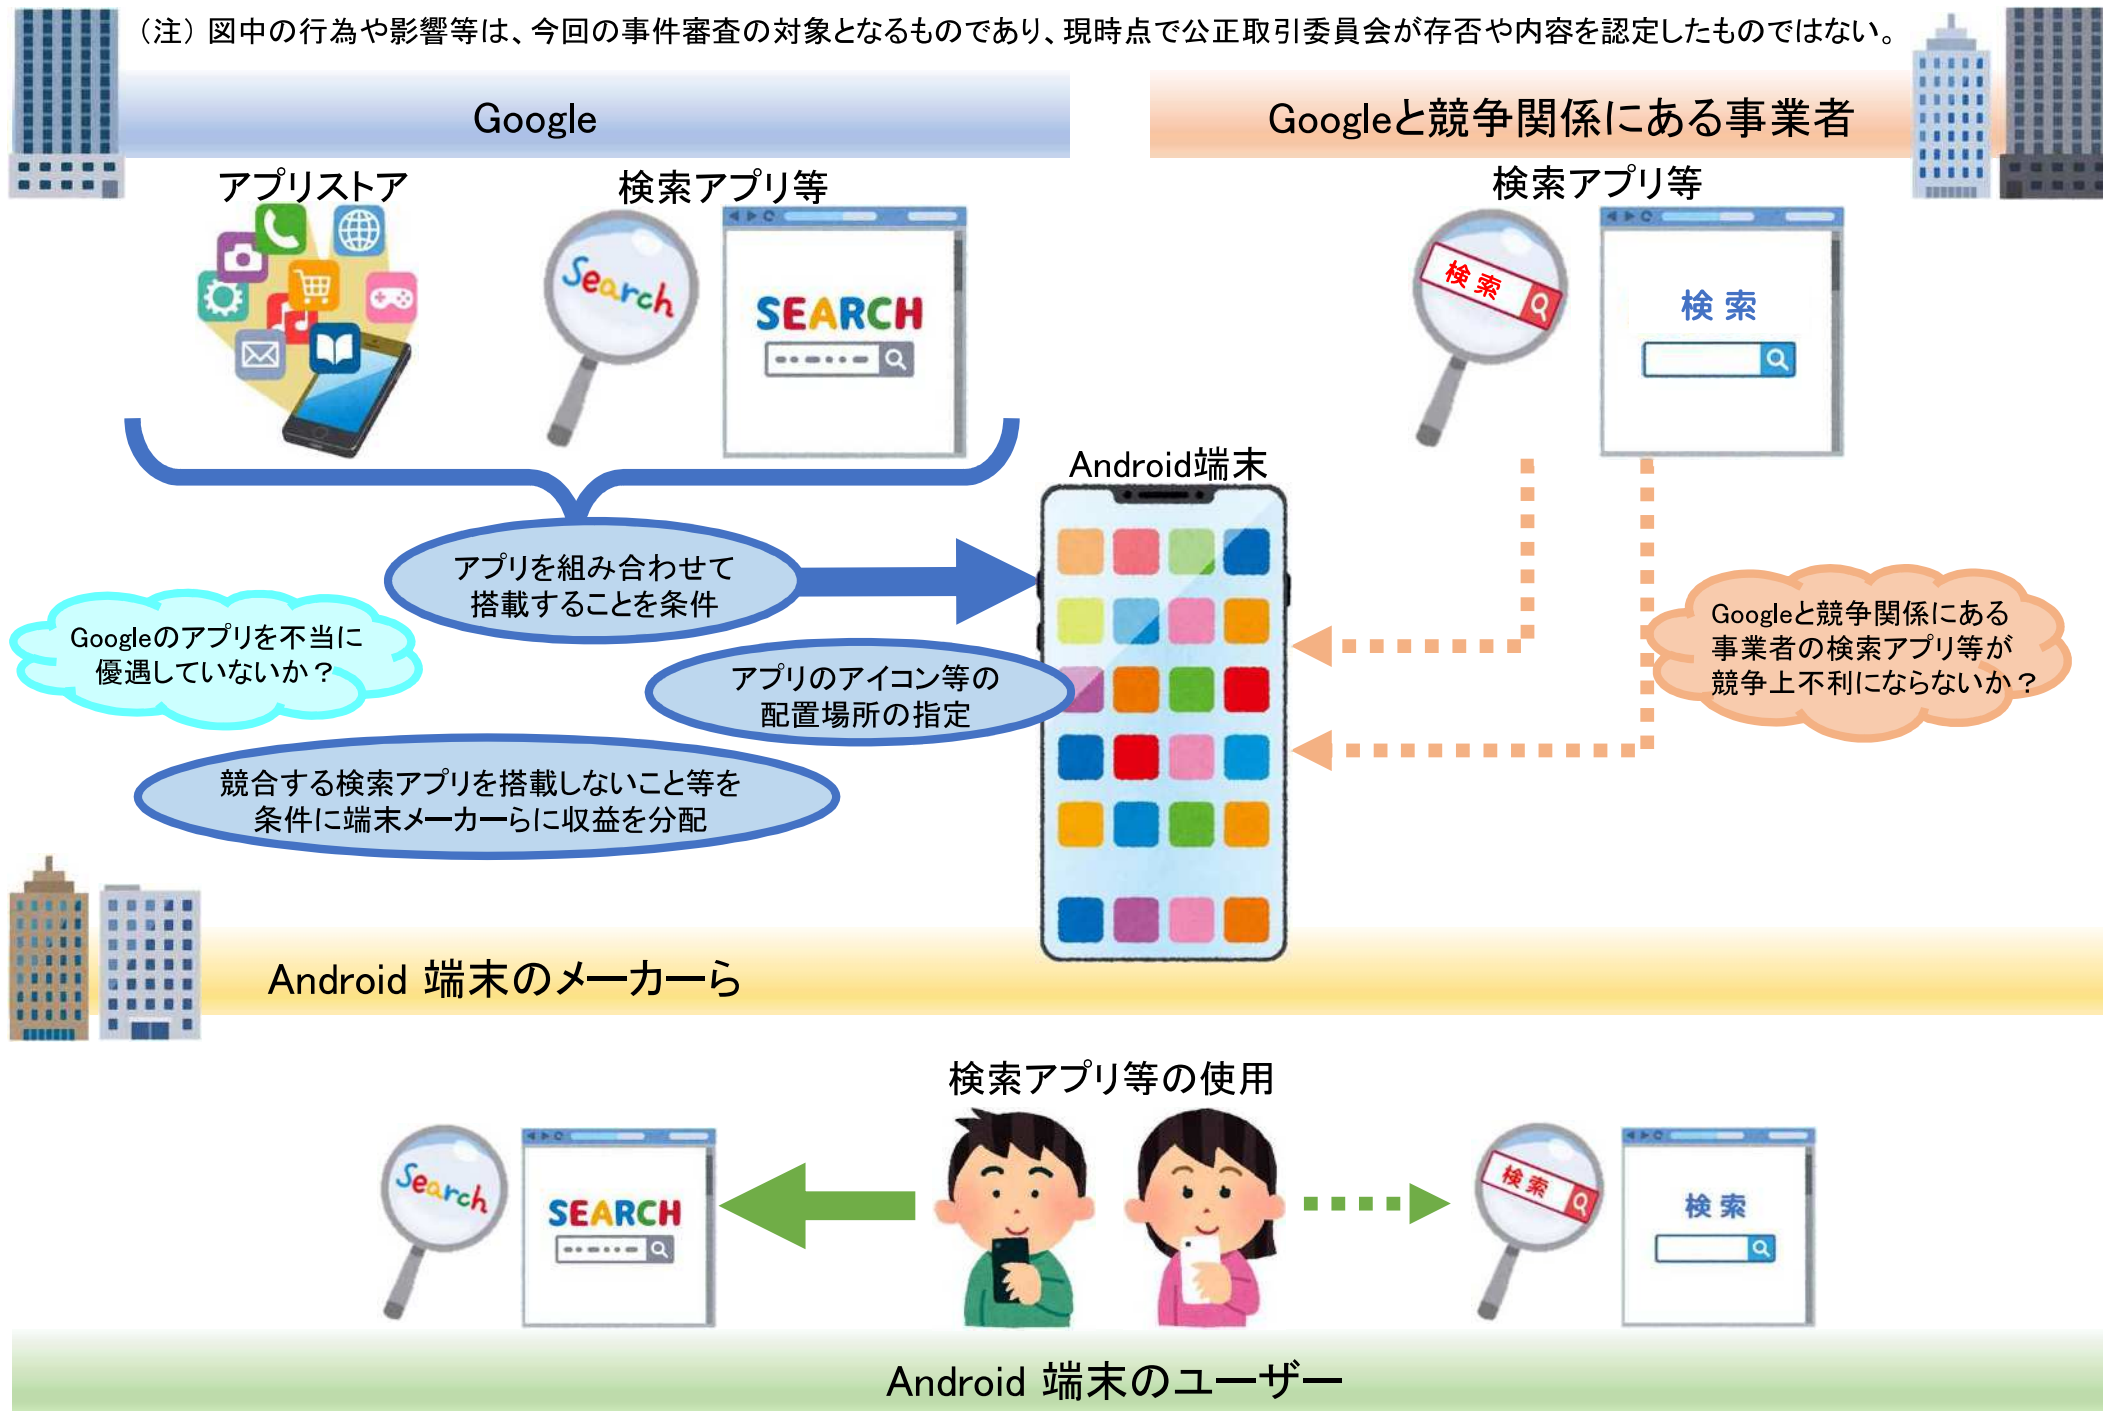 （注） 図中の行為や影響等は、今回の事件審査の対象となるものであり、現時点で公正取引委員会が存否や内容を認定したものではない。
Google
Googleと競争関係にある事業者
アプリストア
検索アプリ等
検索アプリ等
Search
SEARCH
検索
検索
Android端末
アプリを組み合わせて
搭載することを条件
Googleのアプリを不当に
優遇していないか？
アプリのアイコン等の
配置場所の指定
Googleと競争関係にある
事業者の検索アプリ等が
競争上不利にならないか？
競合する検索アプリを搭載しないこと等を
条件に端末メーカーらに収益を分配
Android 端末のメーカーら
検索アプリ等の使用
Search
SEARCH
検索
検索
Android 端末のユーザー